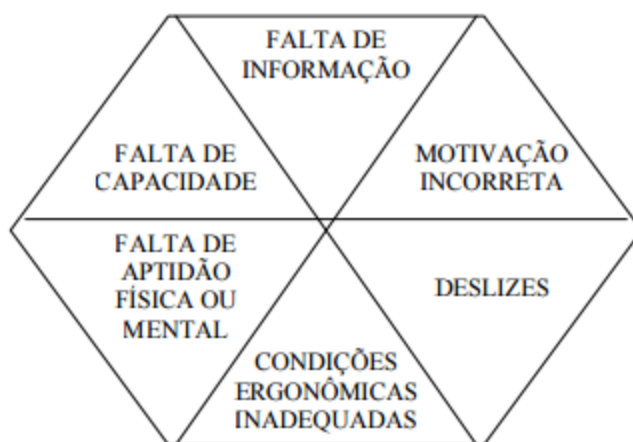 FALTA DE
INFORMAÇÃO
FALTA DE
CAPACIDADE
MOTIVAÇÃO
INCORRETA
FALTA DE
APTIDÃO
FÍSICA OU
MENTAL
DESLIZES
CONDIÇÕES
ERGONÔMICAS
INADEQUADAS